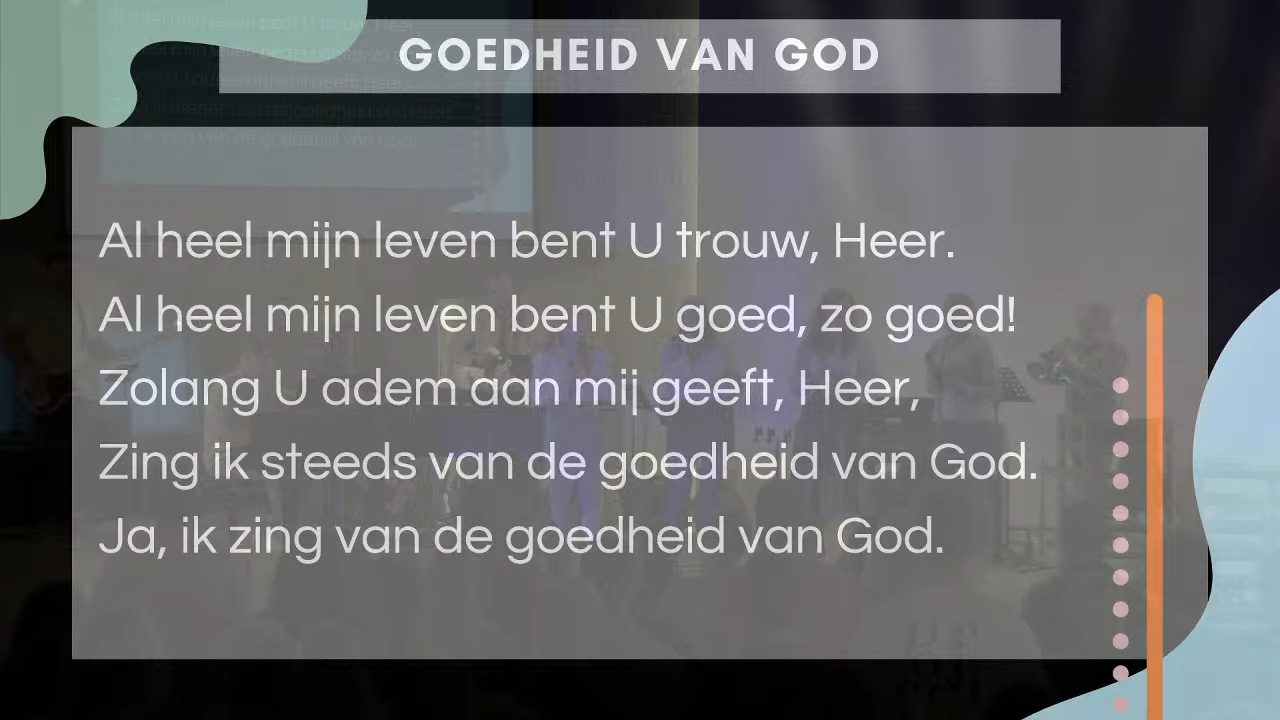 GOEDHEID VAN GOD
Al heel mijn leven bent U trouw, Heer.
Al heel mijn leven bent U goed, zo goed!
Zolang U adem aan mij geeft, Heer,
Zing ik steeds van de goedheid van God.
Ja, ik zing van de goedheid van God.